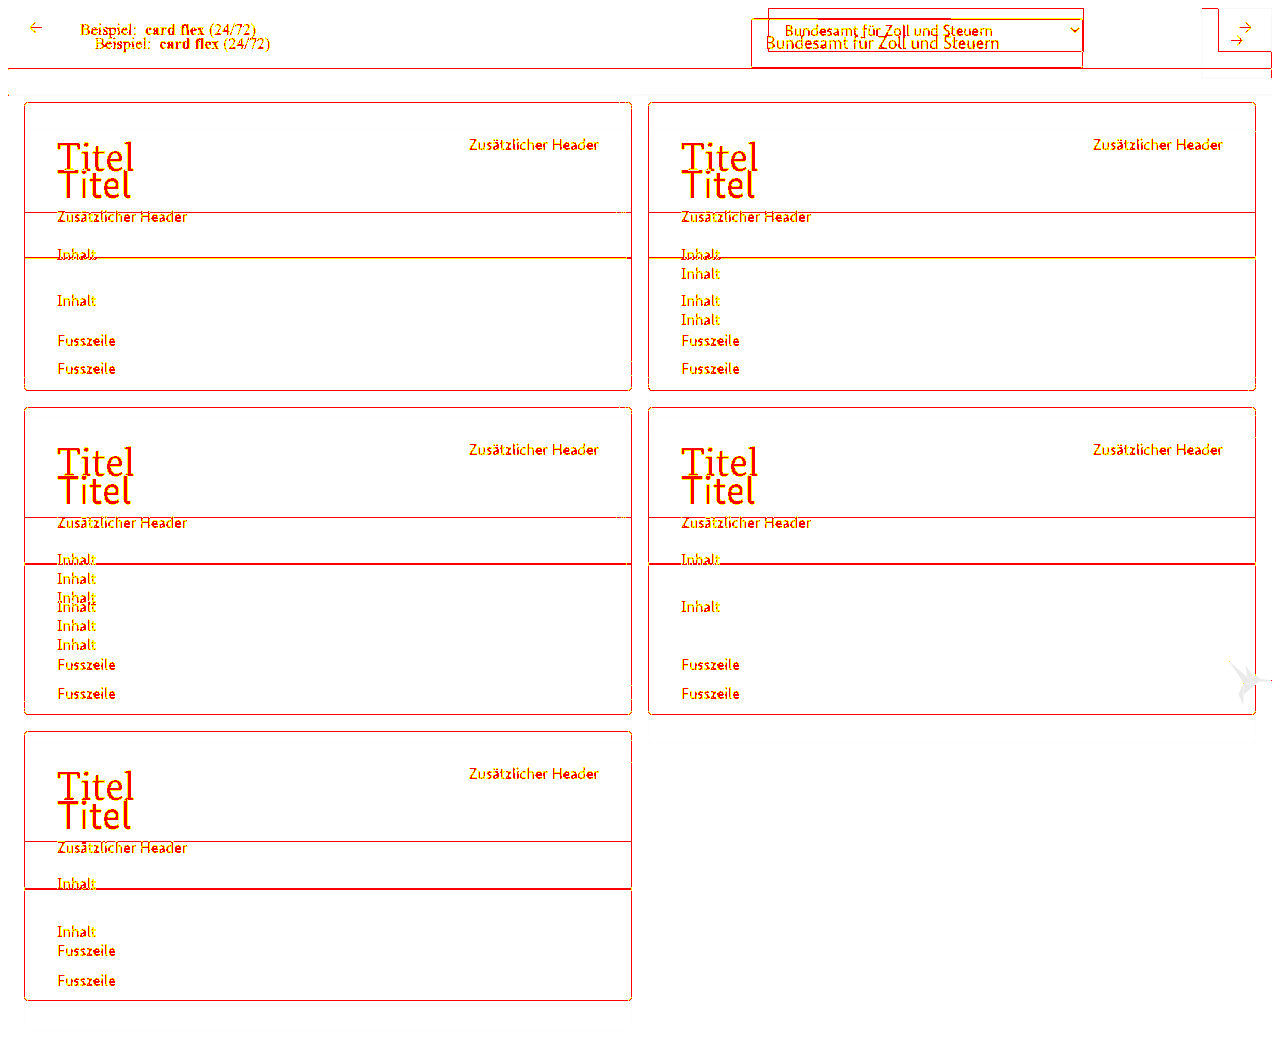 Beispiel: card flex (24/72)
Bundesamt für Zoll und Steuern
Beispiel: card flex (24/72)
Bundesamt für Zoll und Steuern
Titel
Zusätzlicher Header
Titel
Zusätzlicher Header
Inhalt
Inhalt
Fusszeile
Fusszeile
Titel
Zusätzlicher Header
Titel
Zusätzlicher Header
Inhalt
Inhalt
Inhalt
Inhalt
Fusszeile
Fusszeile
Titel
Zusätzlicher Header
Titel
Zusätzlicher Header
Inhalt
Inhalt
Inhalt
Inhalt
Inhalt
Inhalt
Fusszeile
Fusszeile
Titel
Zusätzlicher Header
Titel
Zusätzlicher Header
Inhalt
Inhalt
Fusszeile
Fusszeile
Titel
Zusätzlicher Header
Titel
Zusätzlicher Header
Inhalt
Inhalt
Fusszeile
Fusszeile